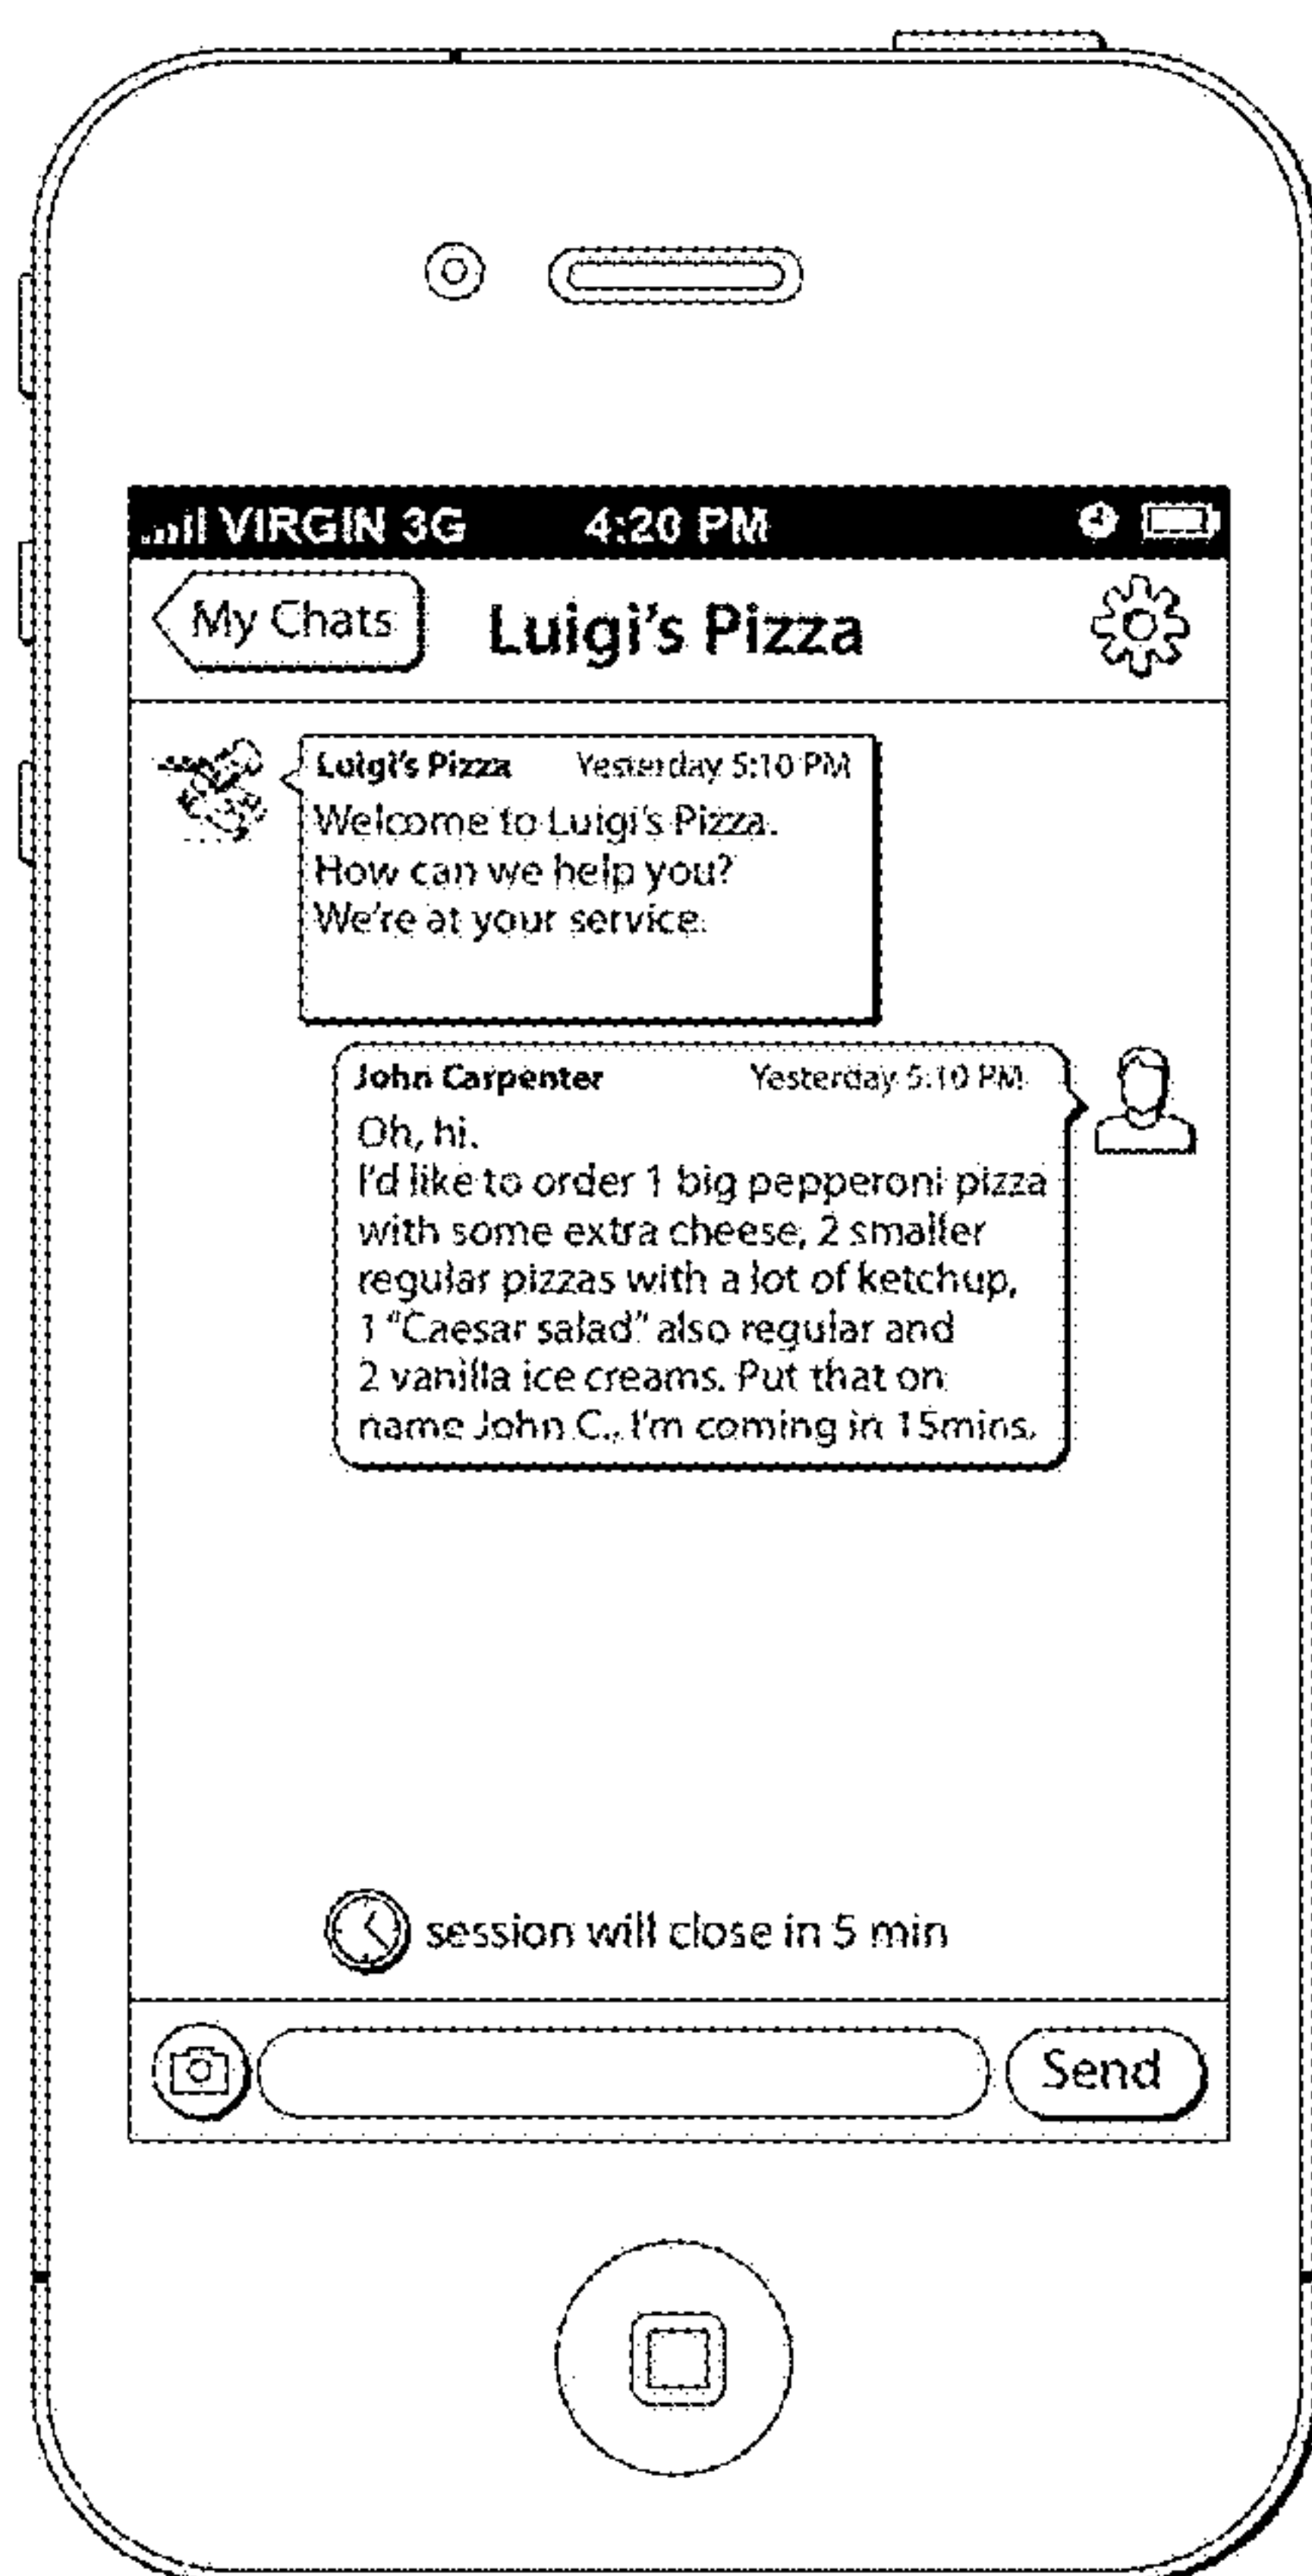 VIRGIN 3G 4:20 PM
My Chats Luigi's Pizza
Luigi's Pizza Yesterday 5:10 PM
Welcome to Luigi's Pizza.
How can we help you?
We're at your service.
John Carpenter Yesterday 5:10 PM
Oh, hi.
I'd like to order 1 big pepperoni pizza
with some extra cheese, 2 smaller
regular pizzas with a lot of ketchup,
1 "Caesar salad" also regular and
2 vanilla ice creams. Put that on
name John C., I'm coming in 15mins.
session will close in 5 min
Send